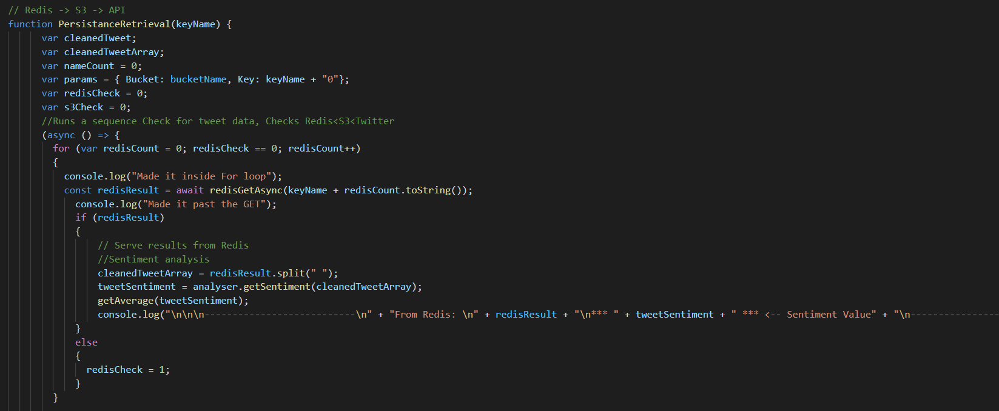 // Redis -> S3 -> API
function PersistanceRetrieval(keyName) {
var cleanedTweet;
var cleanedTweetArray;
var nameCount = 0;
var params = { Bucket: bucketName, Key: keyName + "0"};
var redisCheck = 0;
var s3Check = 0;
//Runs a sequence Check for tweet data, Checks Redis<S3<Twitter
(async () => {
for (var redisCount = 0; redisCheck == 0; redisCount++)
{
console.log("Made it inside For loop");
const redisResult = await redisGetAsync(keyName + redisCount.toString());
console.log("Made it past the GET");
if (redisResult)
{
// Serve results from Redis
//Sentiment analysis
cleanedTweetArray = redisResult.split(" ");
tweetSentiment = analyser.getSentiment(cleanedTweetArray);
getAverage(tweetSentiment);
console.log("\n\n\n---------------------------\n" + "From Redis: \n" + redisResult + "\n*** " + tweetSentiment + " *** <-- Sentiment Value" + "\n----------------
}
else
{
redisCheck = 1;
}
}